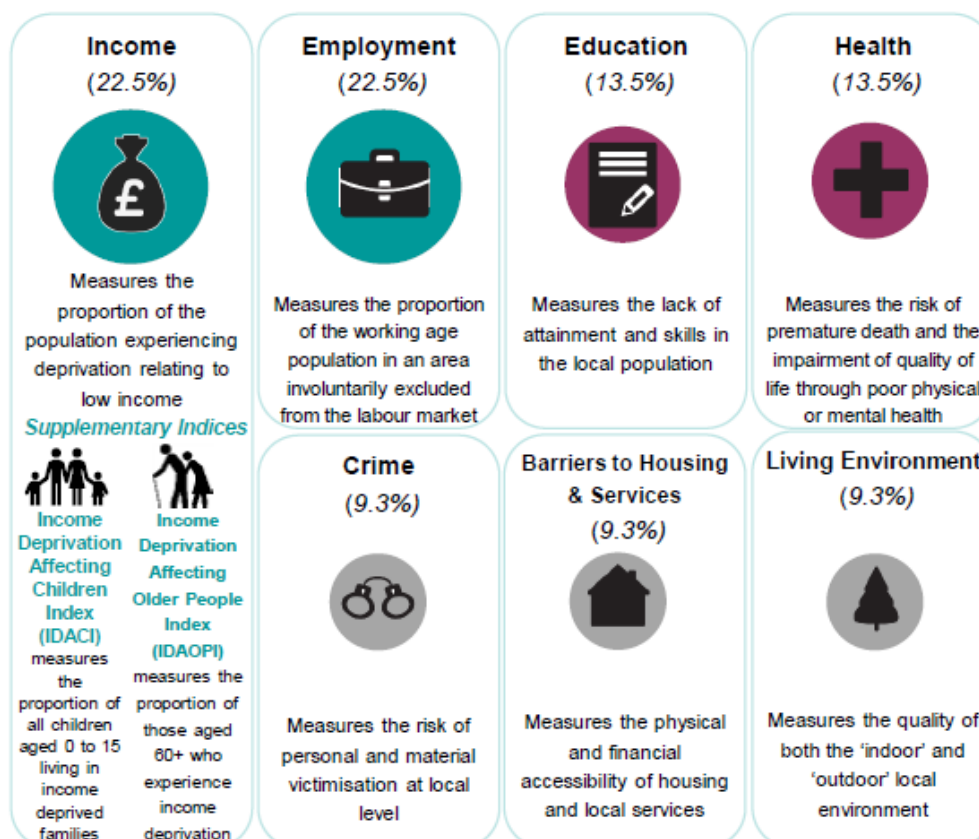 Income
(22.5%)
£
Measures the
proportion of the
population experiencing
deprivation relating to
low income
Supplementary Indices
Income
Deprivation
Affecting
Children
Index
(IDACI)
measures
the
proportion of
all children
aged 0 to 15
living in
income
deprived
families
Income
Deprivation
Affecting
Older People
Index
(IDAOPI)
measures the
proportion of
those aged
60+ who
experience
income
deprivation
Employment
(22.5%)
Measures the proportion
of the working age
population in an area
involuntarily excluded
from the labour market
Education
(13.5%)
Measures the lack of
attainment and skills in
the local population
Health
(13.5%)
Measures the risk of
premature death and the
impairment of quality of
life through poor physical
or mental health
Crime
(9.3%)
Measures the risk of
personal and material
victimisation at local
level
Barriers to Housing
& Services
(9.3%)
Measures the physical
and financial
accessibility of housing
and local services
Living Environment
(9.3%)
Measures the quality of
both the ‘indoor’ and
‘outdoor’ local
environment